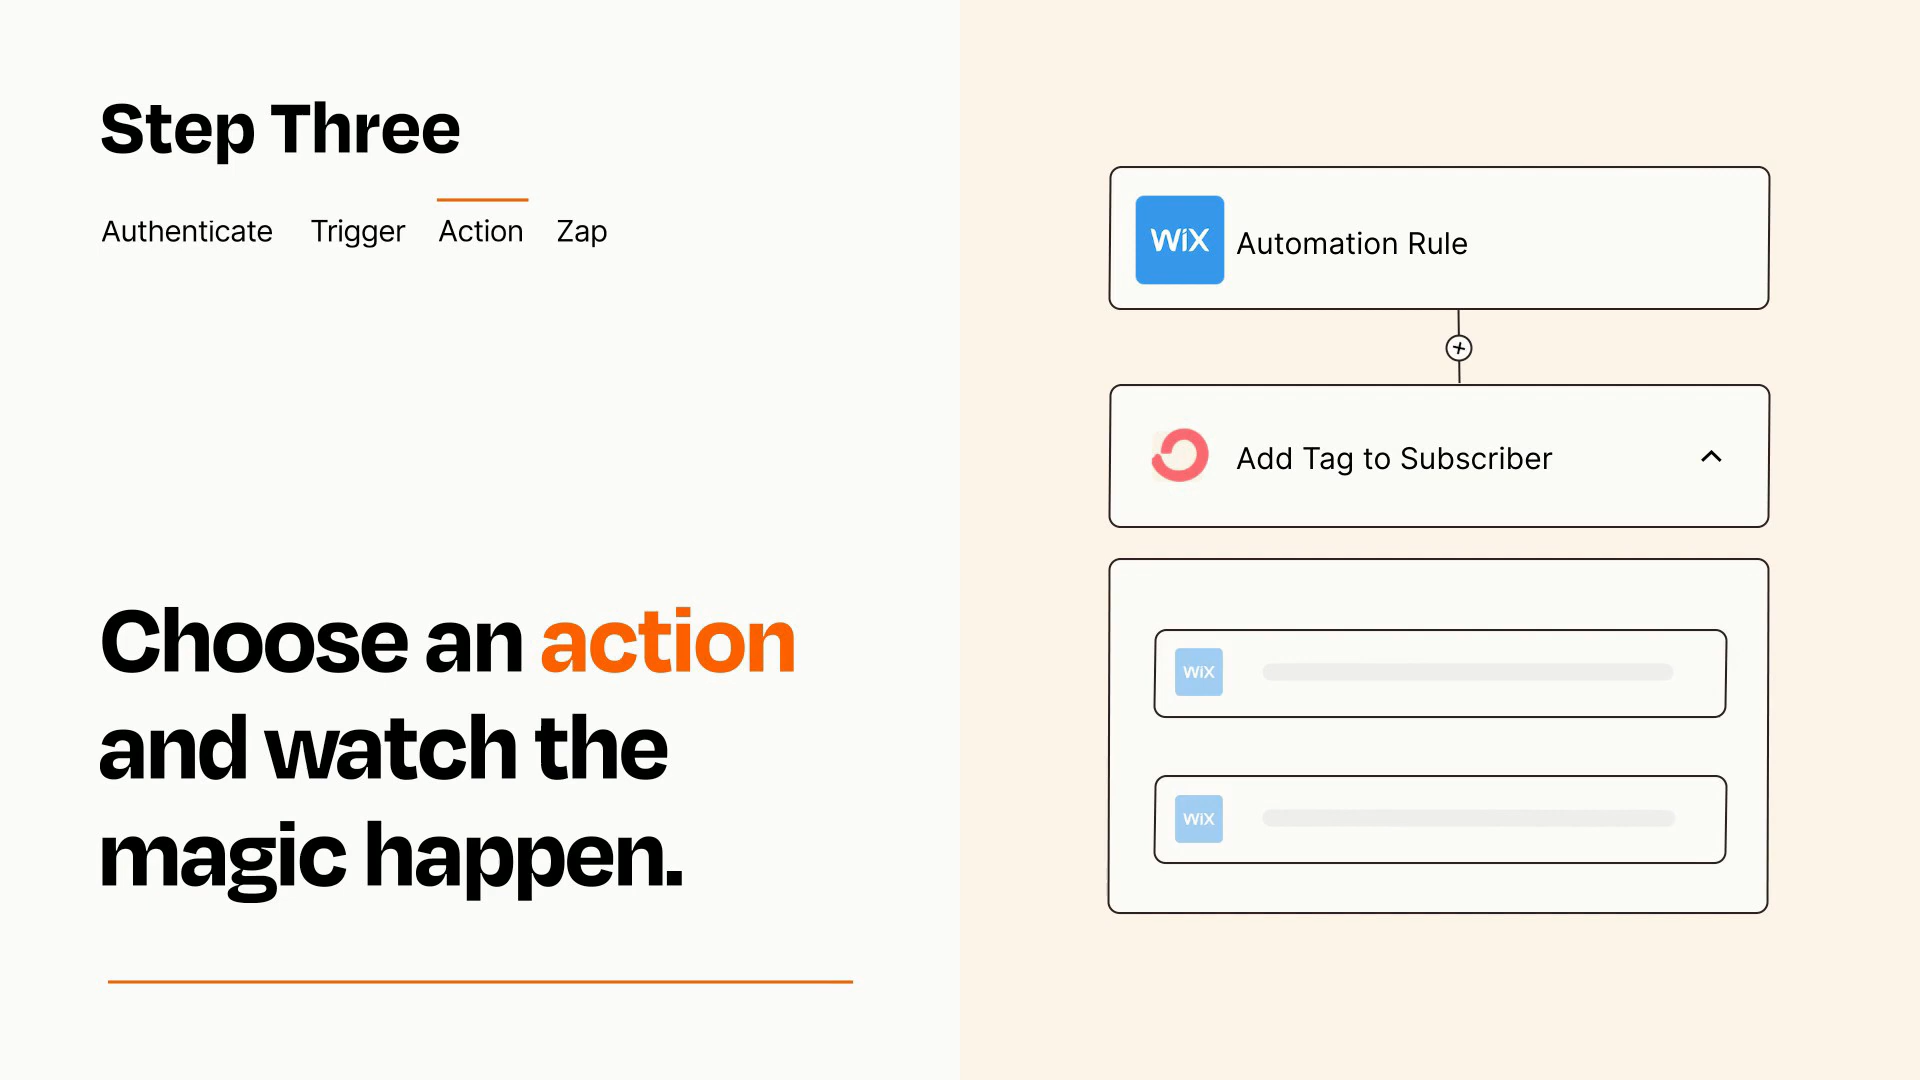 Step Three
Authenticate Trigger Action Zap
Choose an action
and watch the
magic happen.
WiX Automation Rule
Add Tag to Subscriber
WiX
WiX